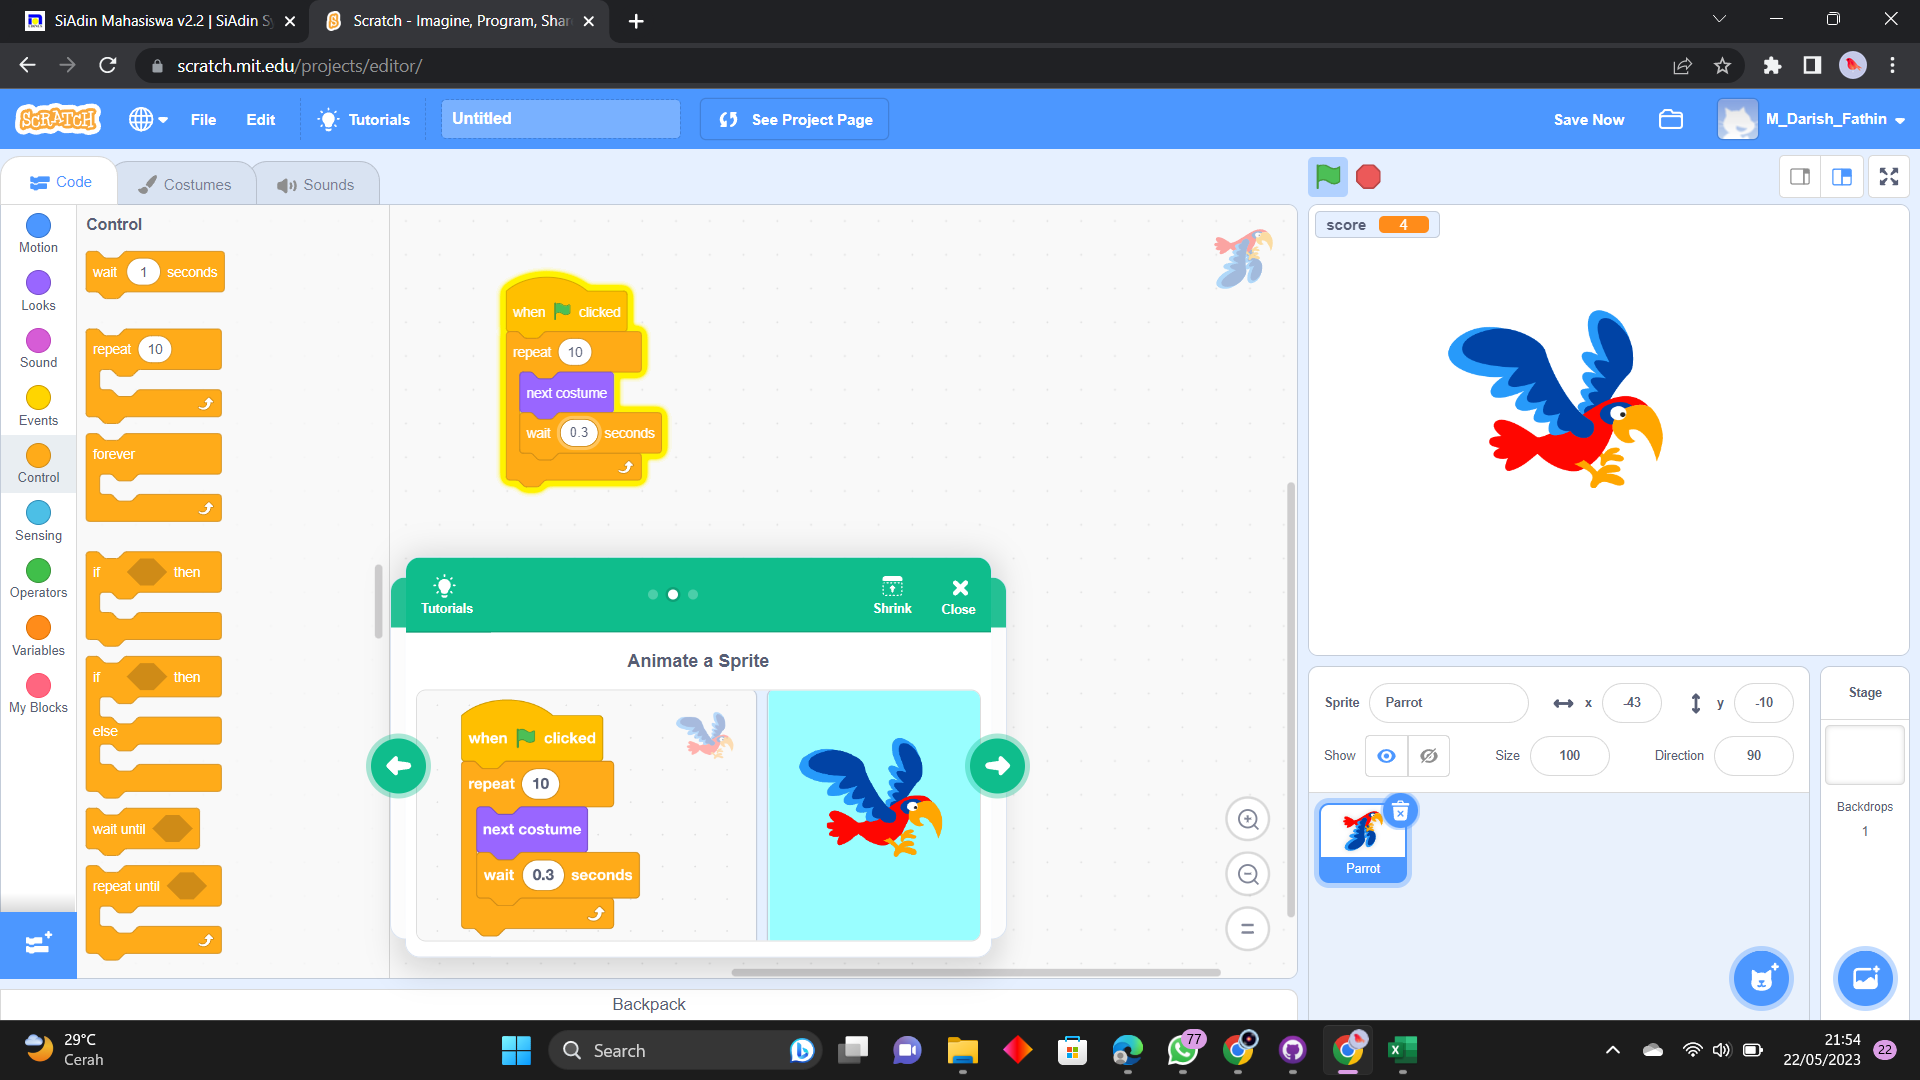 SiAdin Mahasiswa v2.2 | SiAdin S
Scratch - Imagine, Program, Shar
scratch.mit.edu/projects/editor/
SCRATCH
File
Edit
Tutorials
Untitled
See Project Page
Save Now
M_Darish_Fathin
Code
Costumes
Sounds
Motion
Looks
Sound
Events
Control
Sensing
Operators
Variables
My Blocks
Control
wait 1 seconds
repeat 10
forever
if then
if then
else
wait until
repeat until
when clicked
repeat 10
next costume
wait 0.3 seconds
Tutorials
Shrink
Close
Animate a Sprite
when clicked
repeat 10
next costume
wait 0.3 seconds
Backpack
score 4
Sprite Parrot x -43 y -10
Show Size 100 Direction 90
Parrot
Stage
Backdrops
1
29°C
Cerah
Search
77
21:54
22/05/2023
22